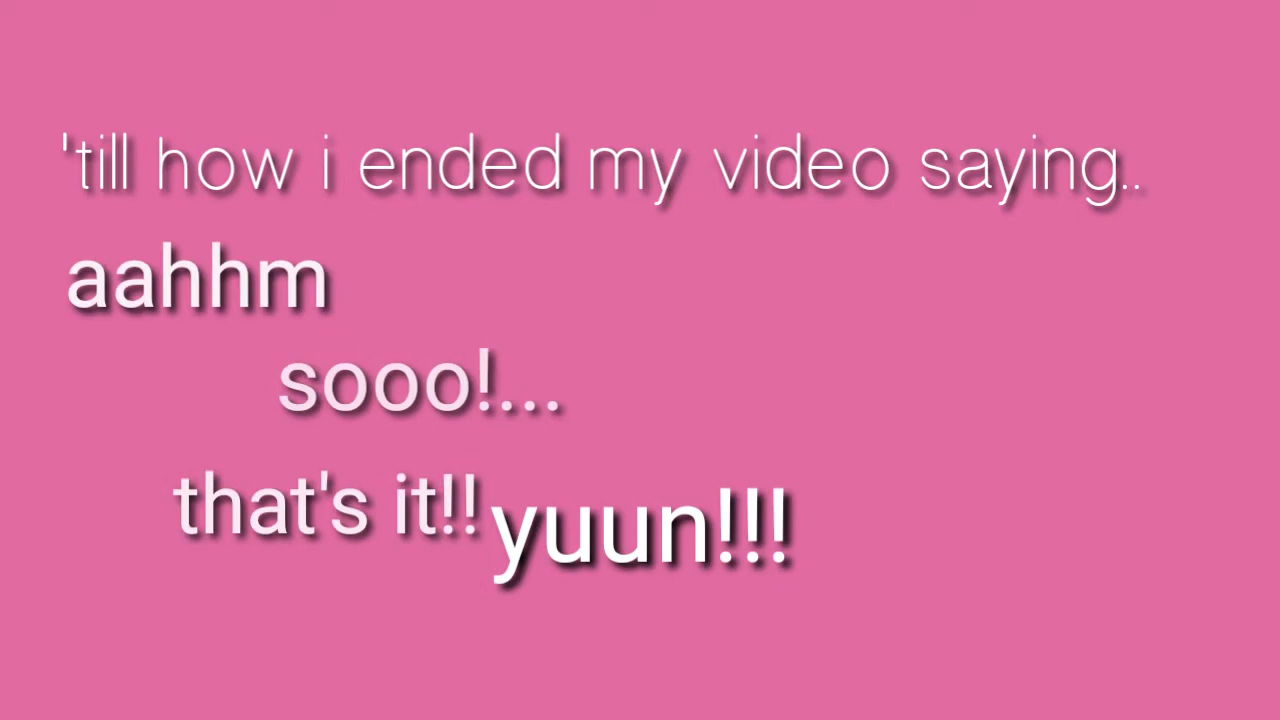 'till how i ended my video saying..
aahhm
sooo!...
that's it!! yuun!!!